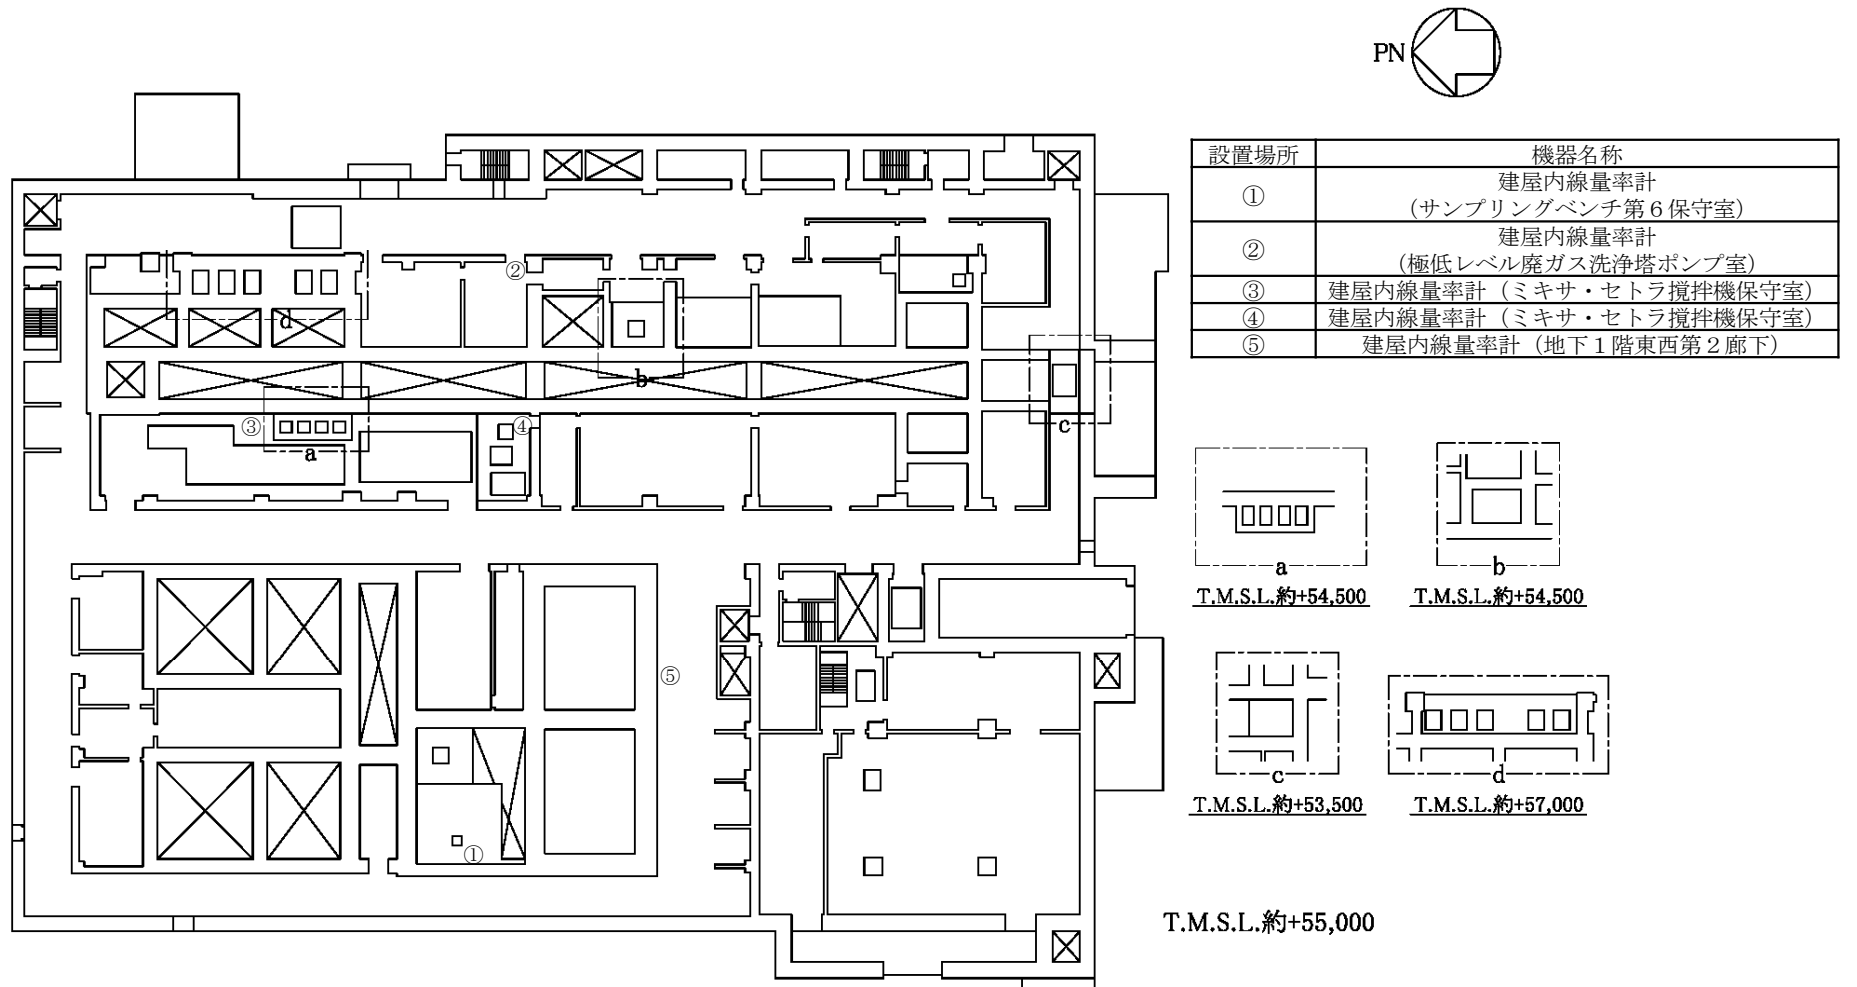 PN
設置場所 機器名称
① 建屋内線量率計
（サンプリングベンチ第６保守室）
② 建屋内線量率計
（極低レベル廃ガス洗浄塔ポンプ室）
③ 建屋内線量率計（ミキサ・セトラ攪拌機保守室）
④ 建屋内線量率計（ミキサ・セトラ攪拌機保守室）
⑤ 建屋内線量率計（地下１階東西第２廊下）
②
d
b
③
④
a
c
⑤
①
a
T.M.S.L.約+54,500
b
T.M.S.L.約+54,500
c
T.M.S.L.約+53,500
d
T.M.S.L.約+57,000
T.M.S.L.約+55,000